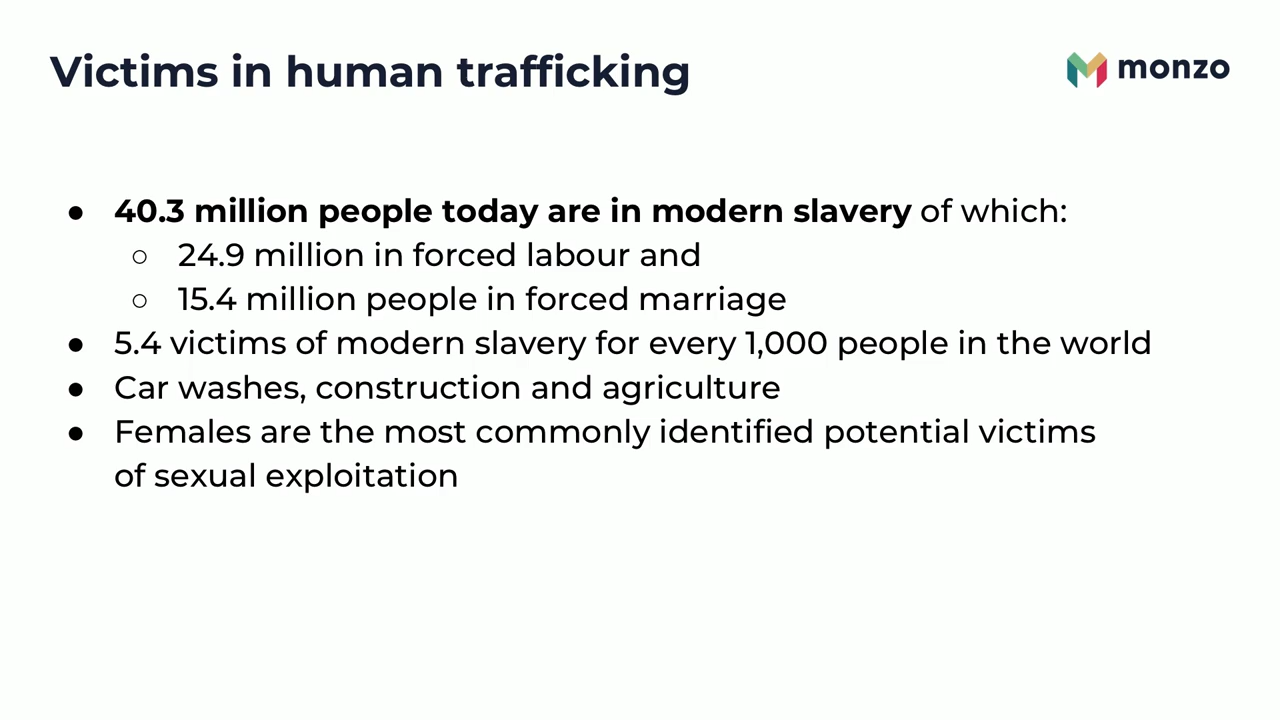 Victims in human trafficking
monzo
● 40.3 million people today are in modern slavery of which:
○ 24.9 million in forced labour and
○ 15.4 million people in forced marriage
● 5.4 victims of modern slavery for every 1,000 people in the world
● Car washes, construction and agriculture
● Females are the most commonly identified potential victims
of sexual exploitation